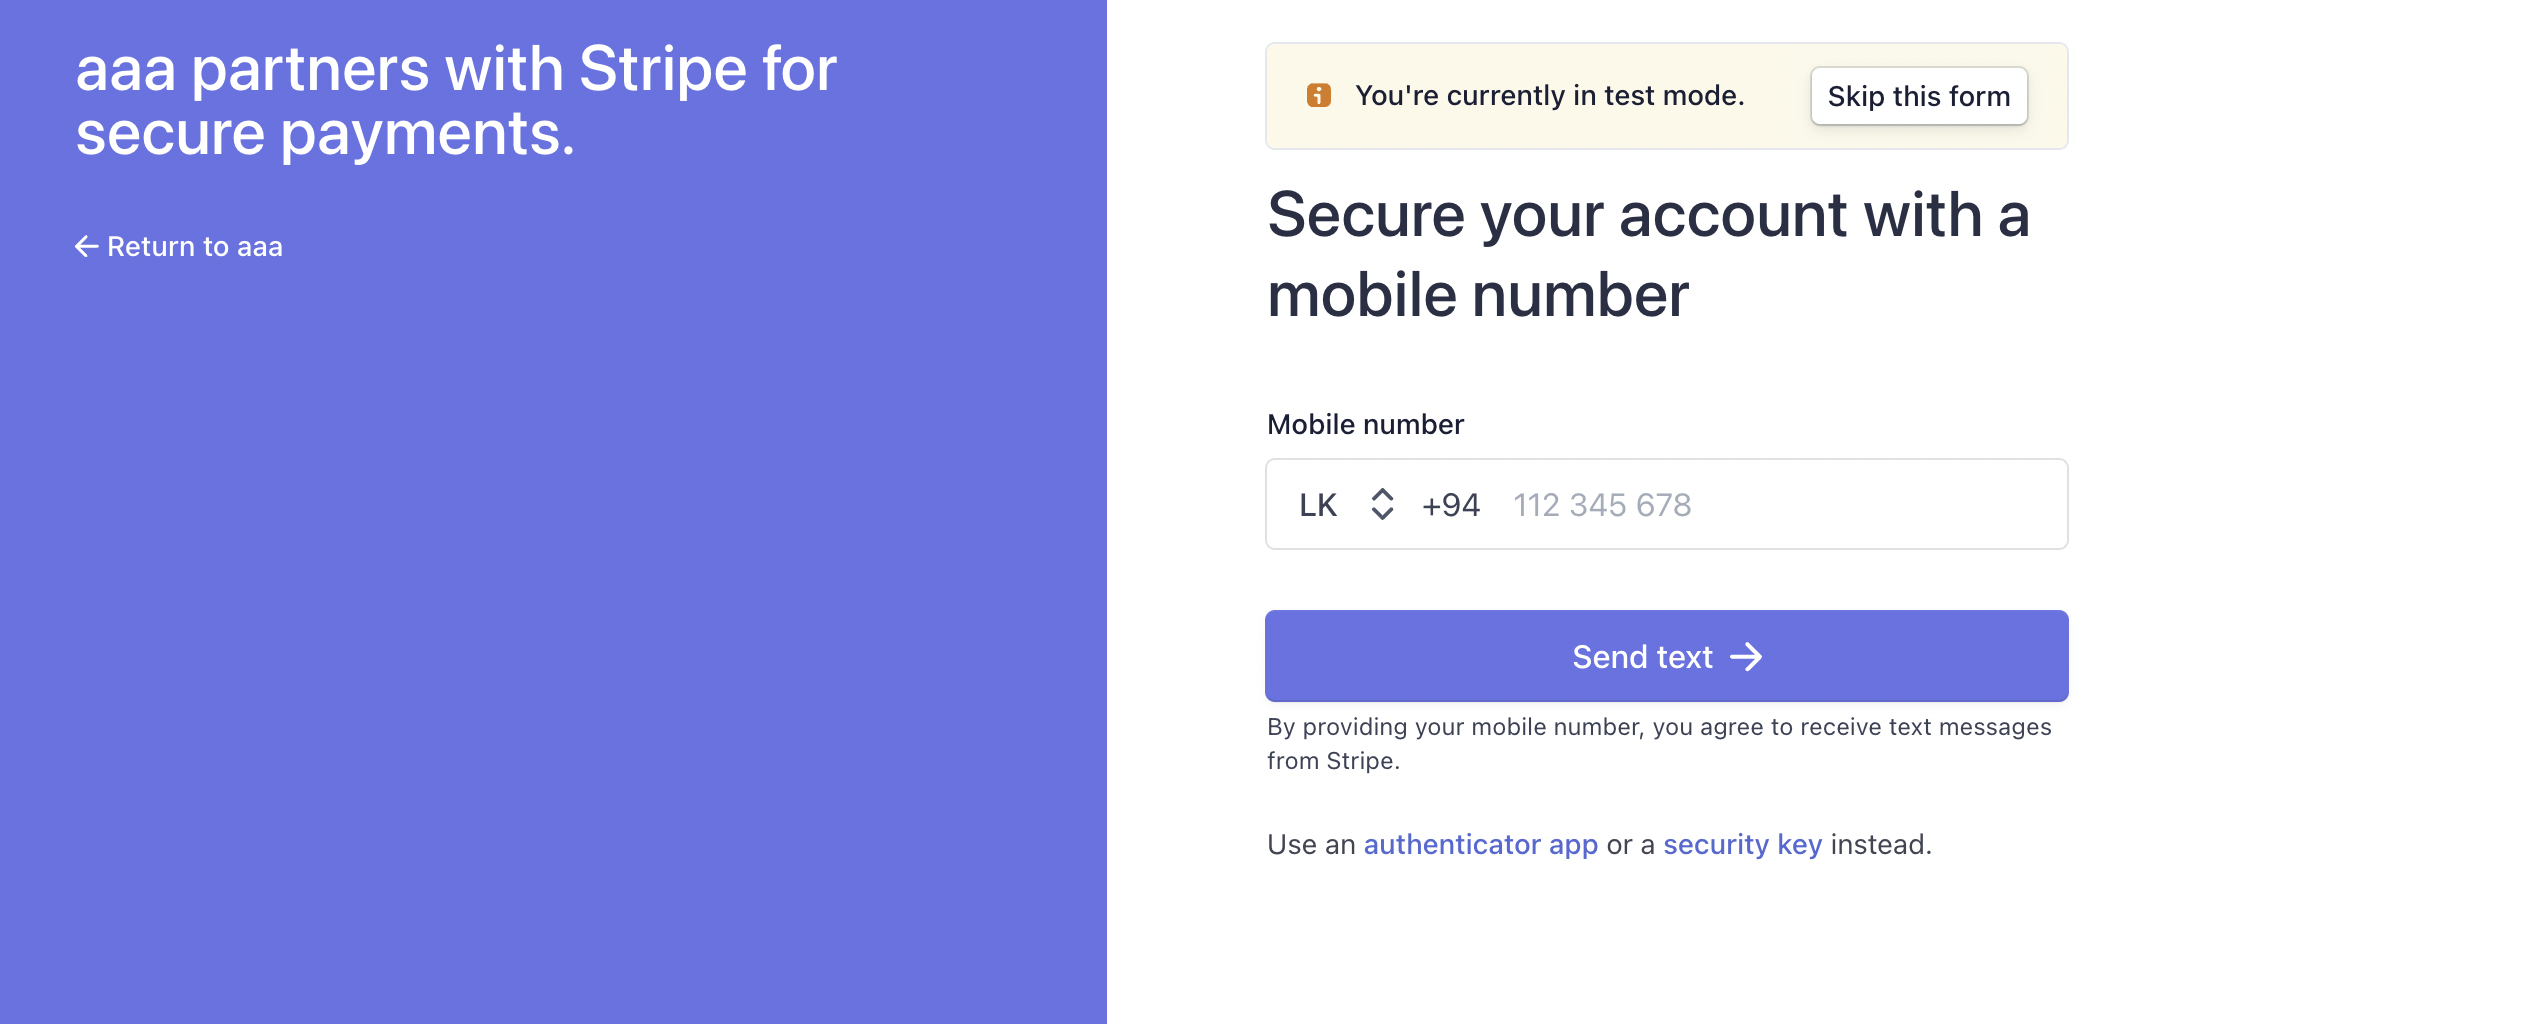 aaa partners with Stripe for
secure payments.
Return to aaa
You're currently in test mode.
Skip this form
Secure your account with a
mobile number
Mobile number
LK +94 112 345 678
Send text
By providing your mobile number, you agree to receive text messages
from Stripe.
Use an authenticator app or a security key instead.